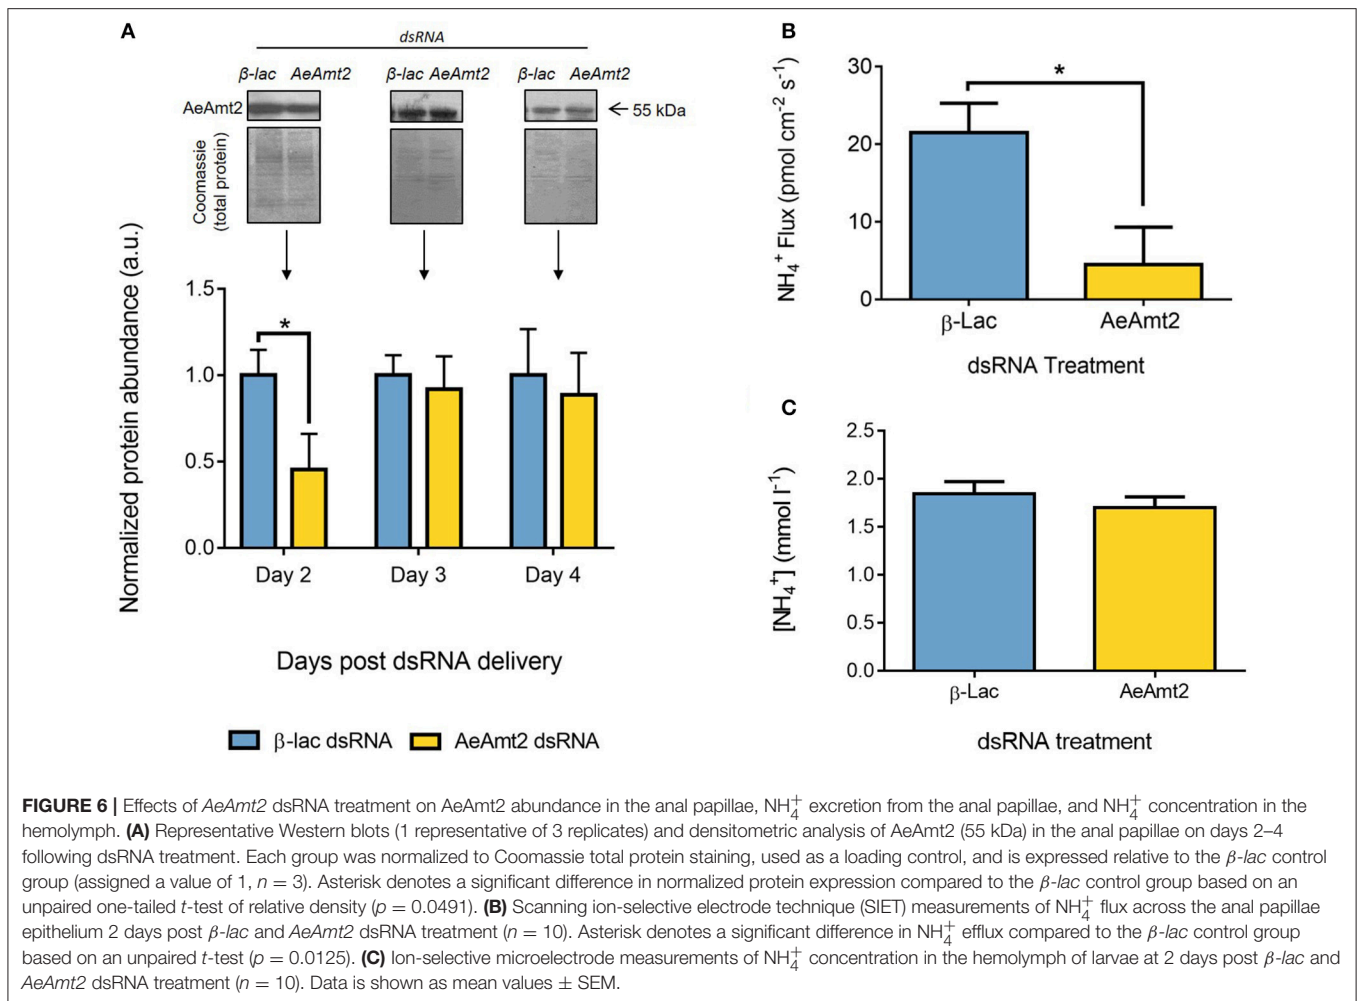 A
dsRNA
β-lac AeAmt2 β-lac AeAmt2 β-lac AeAmt2
AeAmt2
← 55 kDa
Coomassie
(total protein)
Normalized protein abundance (a.u.)
1.5
1.0
0.5
0.0
*
Day 2 Day 3 Day 4
Days post dsRNA delivery
β-lac dsRNA AeAmt2 dsRNA
B
NH₄⁺ Flux (pmol cm⁻² s⁻¹)
30
20
10
0
*
β-Lac AeAmt2
dsRNA Treatment
C
[NH₄⁺] (mmol l⁻¹)
2.5
2.0
1.5
1.0
0.5
0.0
β-Lac AeAmt2
dsRNA treatment
FIGURE 6 | Effects of AeAmt2 dsRNA treatment on AeAmt2 abundance in the anal papillae, NH₄⁺ excretion from the anal papillae, and NH₄⁺ concentration in the
hemolymph. (A) Representative Western blots (1 representative of 3 replicates) and densitometric analysis of AeAmt2 (55 kDa) in the anal papillae on days 2–4
following dsRNA treatment. Each group was normalized to Coomassie total protein staining, used as a loading control, and is expressed relative to the β-lac control
group (assigned a value of 1, n = 3). Asterisk denotes a significant difference in normalized protein expression compared to the β-lac control group based on an
unpaired one-tailed t-test of relative density (p = 0.0491). (B) Scanning ion-selective electrode technique (SIET) measurements of NH₄⁺ flux across the anal papillae
epithelium 2 days post β-lac and AeAmt2 dsRNA treatment (n = 10). Asterisk denotes a significant difference in NH₄⁺ efflux compared to the β-lac control group
based on an unpaired t-test (p = 0.0125). (C) Ion-selective microelectrode measurements of NH₄⁺ concentration in the hemolymph of larvae at 2 days post β-lac and
AeAmt2 dsRNA treatment (n = 10). Data is shown as mean values ± SEM.